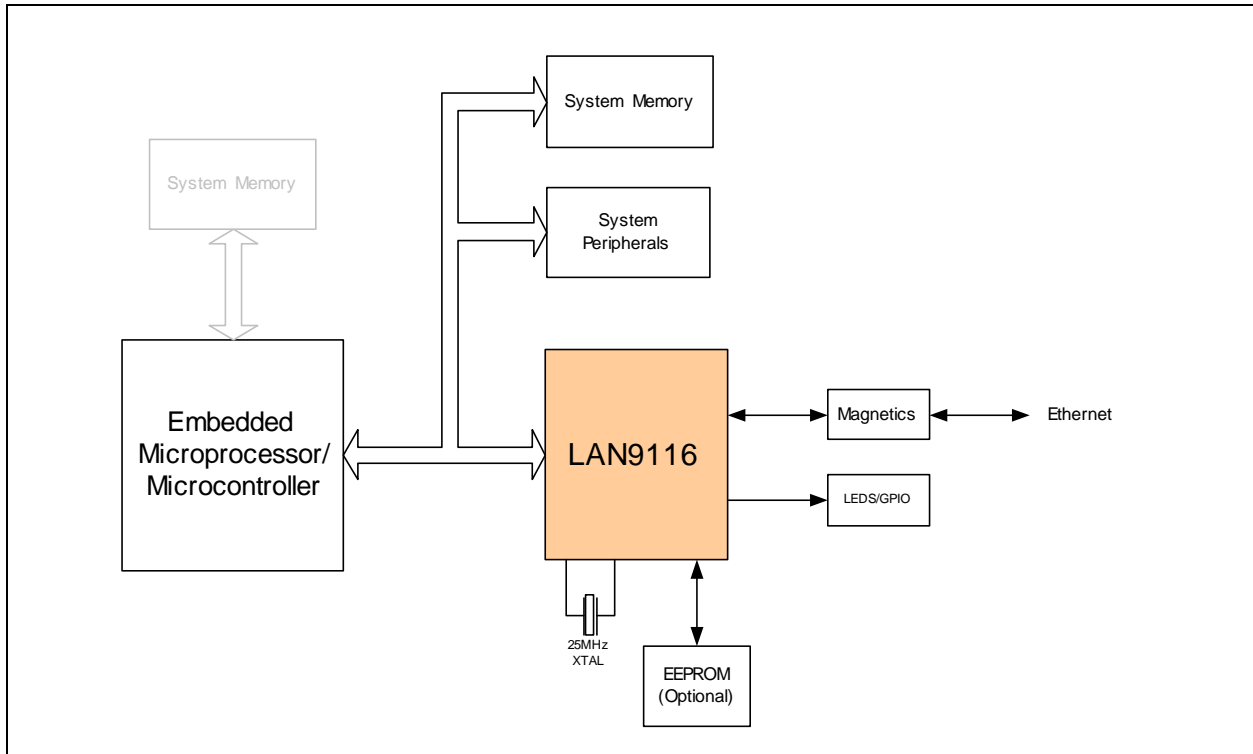 System Memory
System Memory
System
Peripherals
Embedded
Microprocessor/
Microcontroller
LAN9116
Magnetics
Ethernet
LEDS/GPIO
25MHz
XTAL
EEPROM
(Optional)